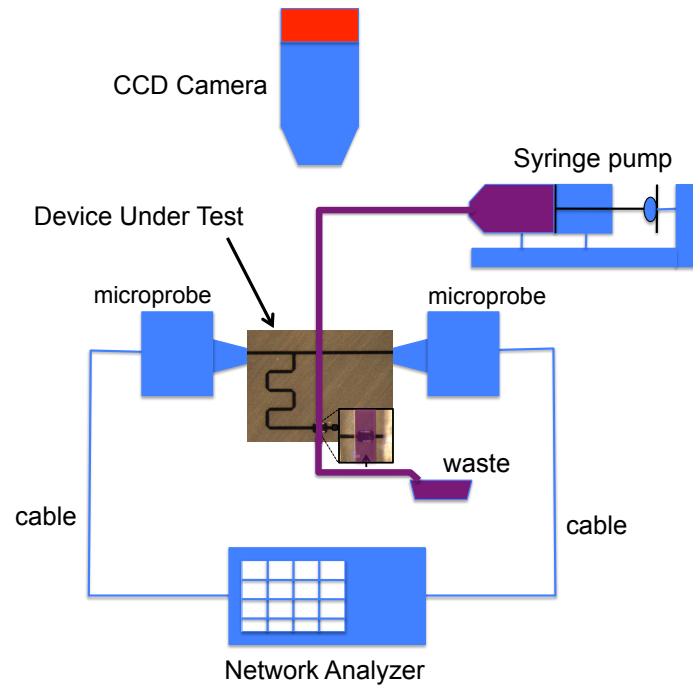 CCD Camera
Syringe pump
Device Under Test
microprobe
microprobe
waste
cable
cable
Network Analyzer